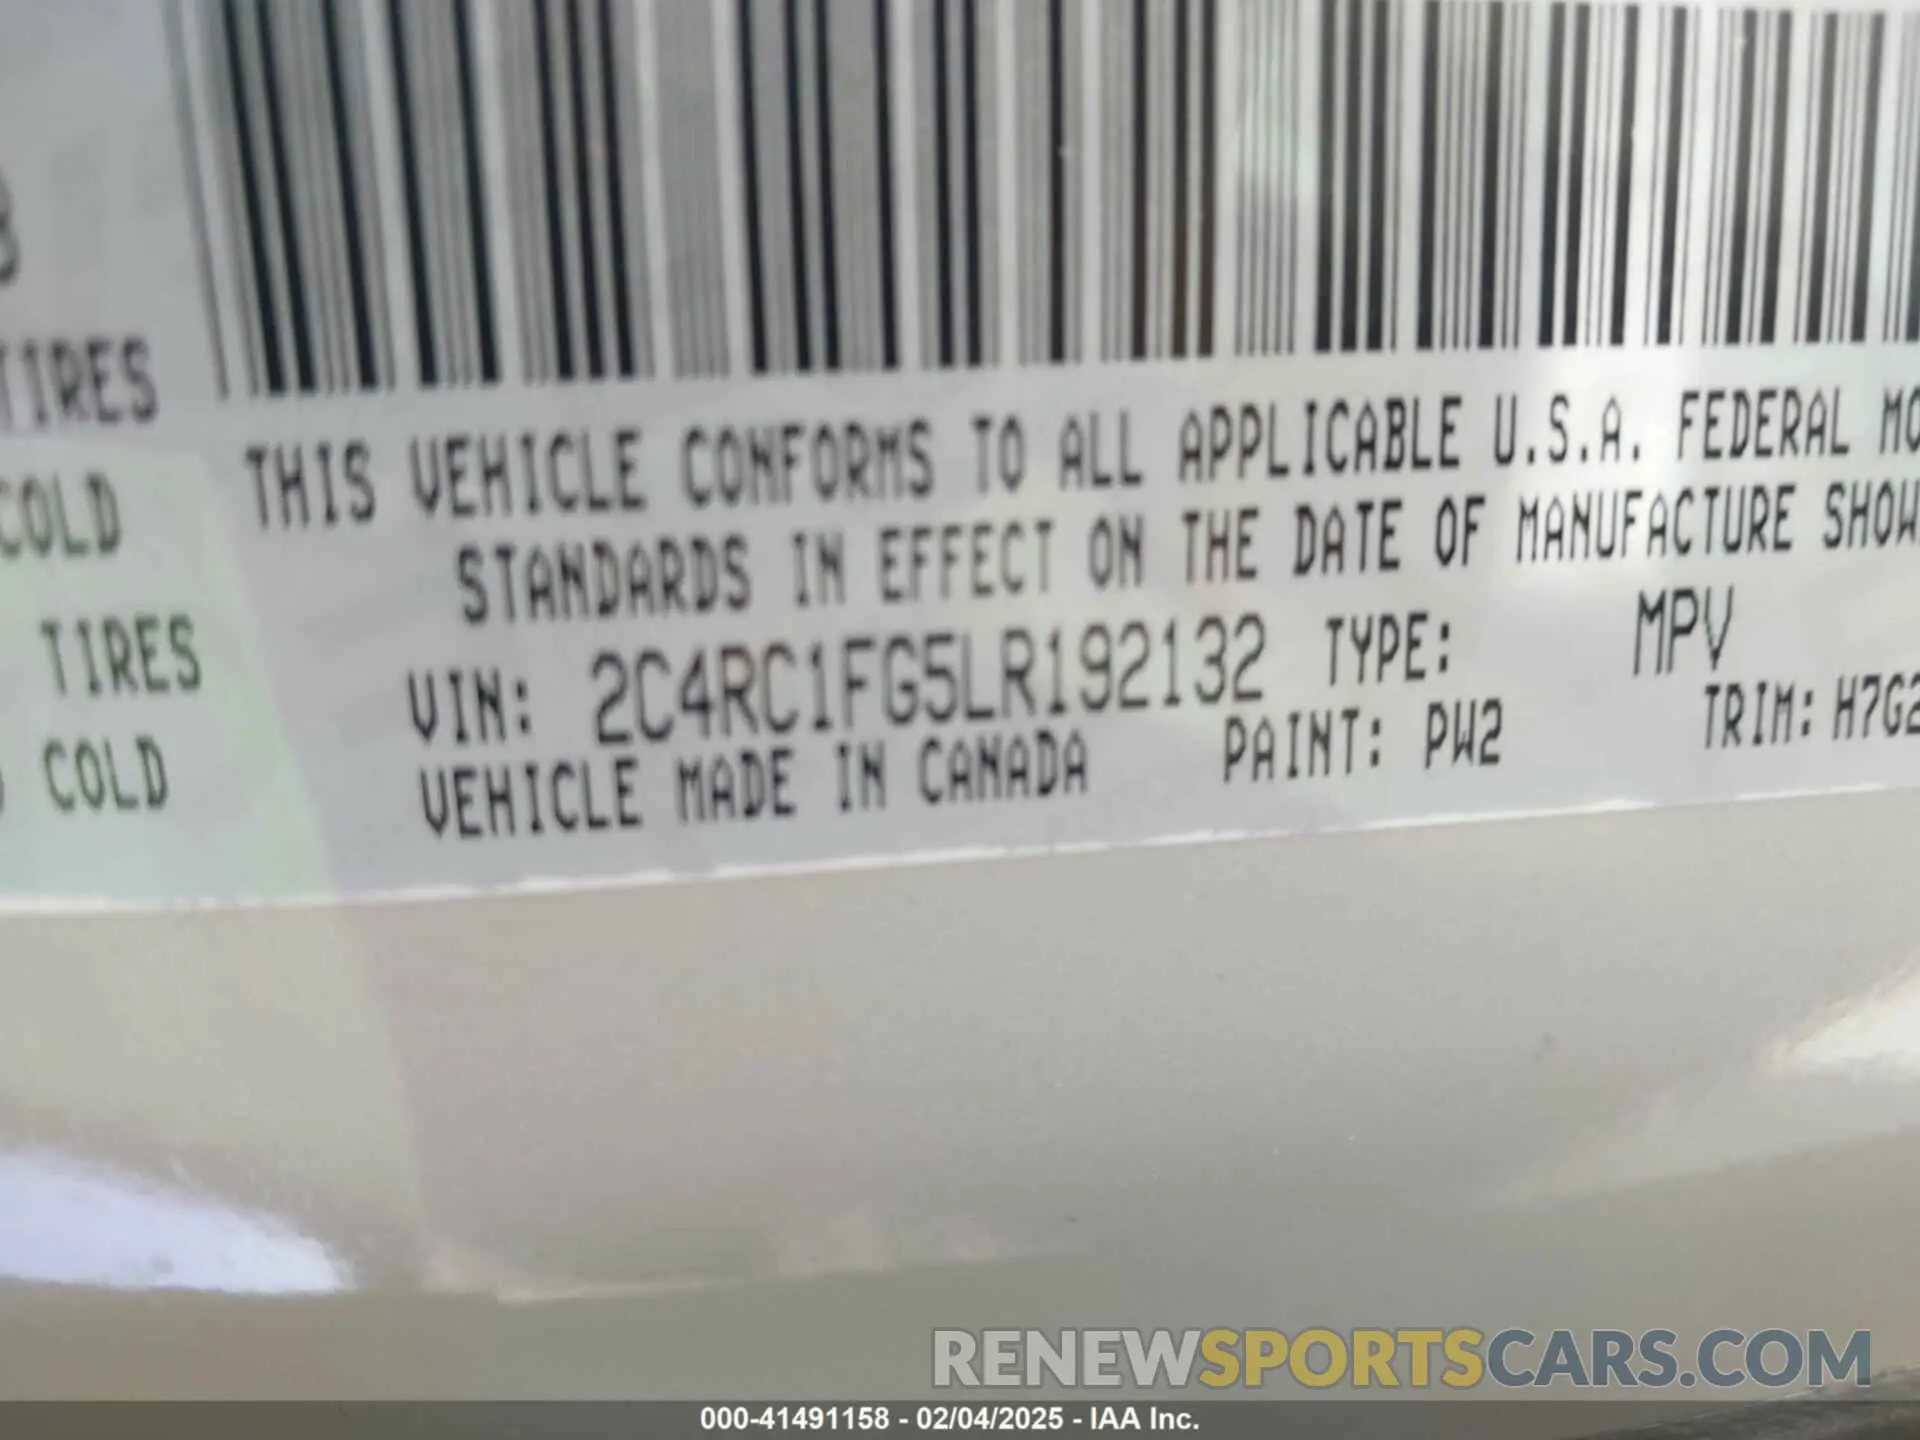 TIRES
COLD
TIRES
COLD
THIS VEHICLE CONFORMS TO ALL APPLICABLE U.S.A. FEDERAL
STANDARDS IN EFFECT ON THE DATE OF MANUFACTURE SHOW
VIN: 2C4RC1FG5LR192132 TYPE: MPV
VEHICLE MADE IN CANADA PAINT: PW2 TRIM: H7G2
RENEWSPORTSCARS.COM
000-41491158 - 02/04/2025 - IAA Inc.